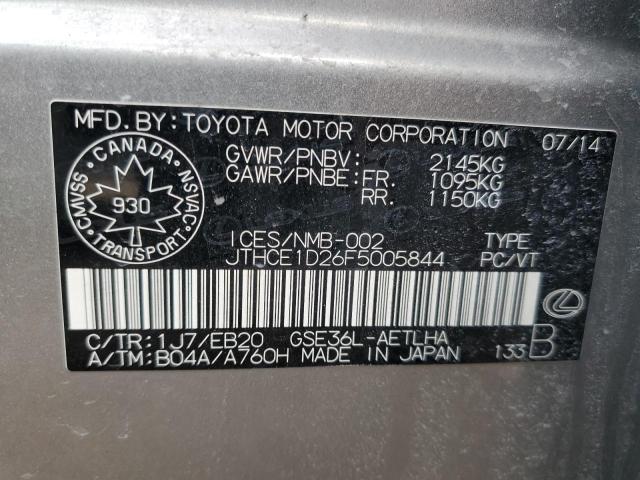 MFD. BY: TOYOTA MOTOR CORPORATION 07/14
GVWR/PNBV: 2145KG
GAWR/PNBE: FR. 1095KG
RR. 1150KG
CANADA
CMVSS NSVAC
930
TRANSPORT
ICES/NMB-002 TYPE
JTHCE1D26F5005844 PC/VT
C/TR: 1J7/EB20 GSE36L-AETLHA
A/TM: B04A/A760H MADE IN JAPAN 133 B